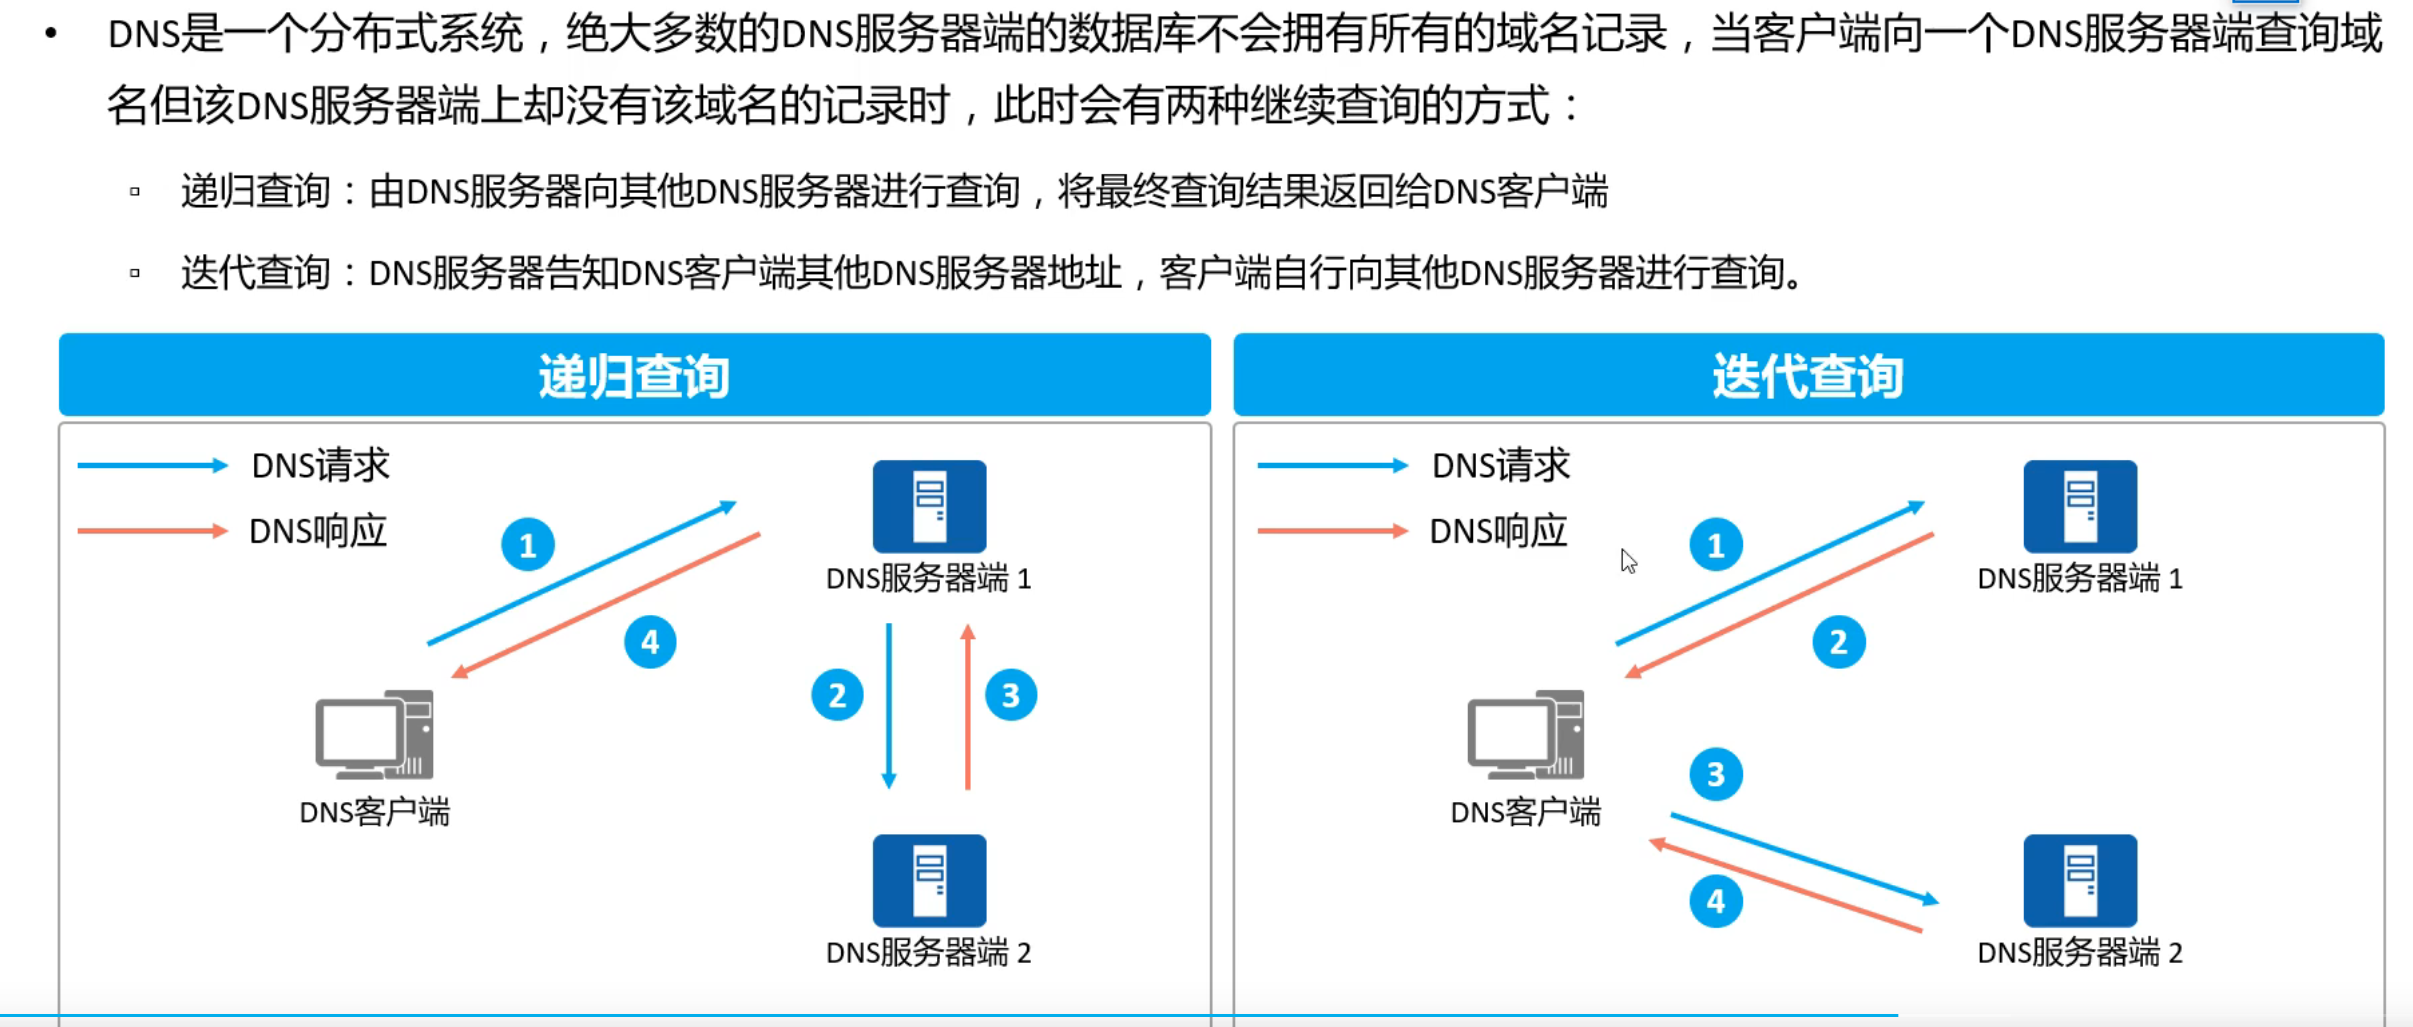 • DNS是一个分布式系统，绝大多数的DNS服务器端的数据库不会拥有所有的域名记录，当客户端向一个DNS服务器端查询域
名但该DNS服务器端上却没有该域名的记录时，此时会有两种继续查询的方式：
▫ 递归查询：由DNS服务器向其他DNS服务器进行查询，将最终查询结果返回给DNS客户端
▫ 迭代查询：DNS服务器告知DNS客户端其他DNS服务器地址，客户端自行向其他DNS服务器进行查询。
递归查询
DNS请求
DNS响应
1
4
DNS服务器端 1
2
3
DNS客户端
DNS服务器端 2
迭代查询
DNS请求
DNS响应
1
2
DNS服务器端 1
DNS客户端
3
4
DNS服务器端 2